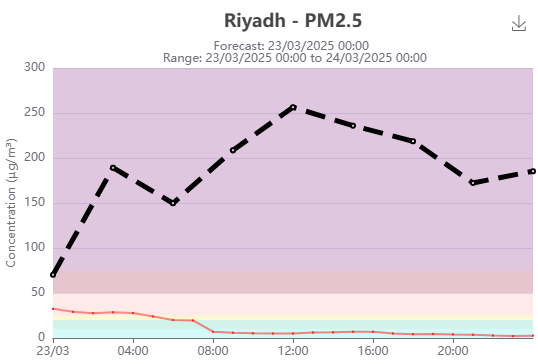 Riyadh - PM2.5
Forecast: 23/03/2025 00:00
Range: 23/03/2025 00:00 to 24/03/2025 00:00
Concentration (µg/m³)
300
250
200
150
100
50
0
23/03 04:00 08:00 12:00 16:00 20:00